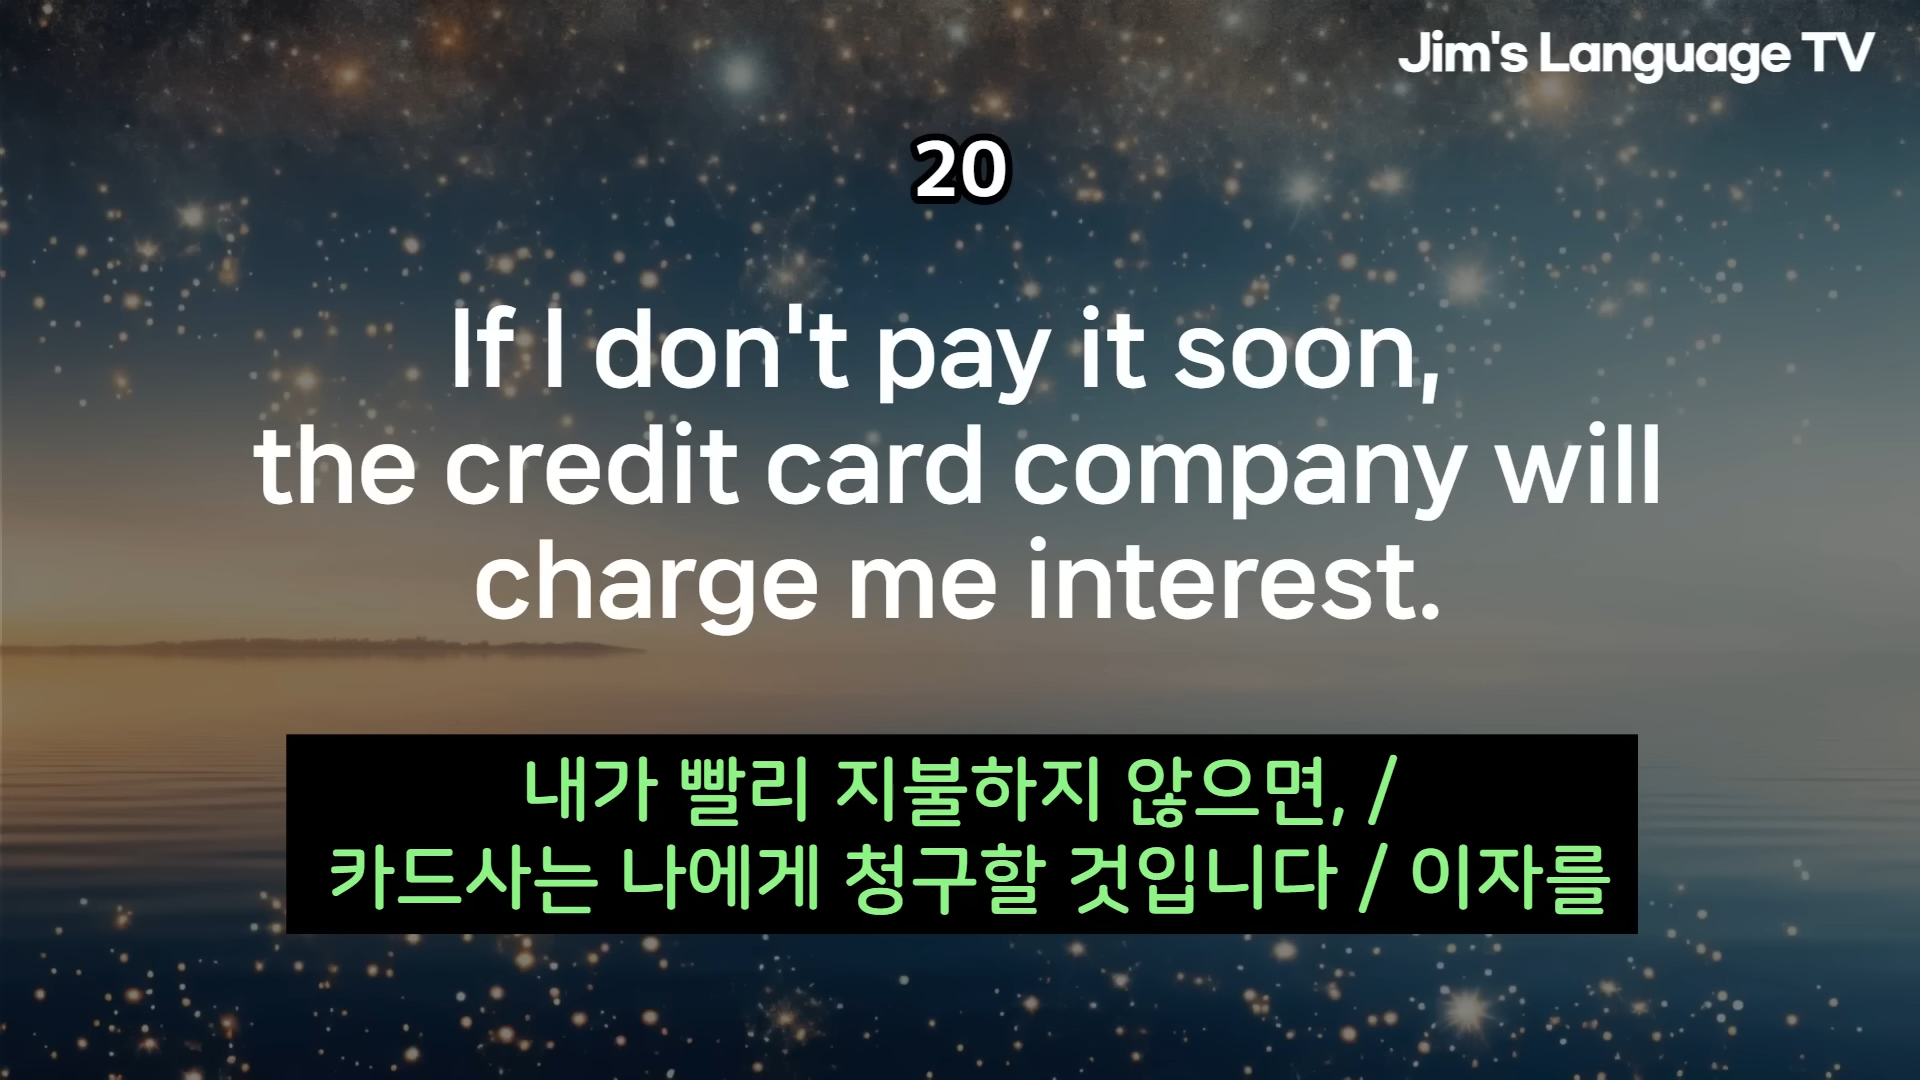 Jim's Language TV
20
If I don't pay it soon,
the credit card company will
charge me interest.
내가 빨리 지불하지 않으면, /
카드사는 나에게 청구할 것입니다 / 이자를